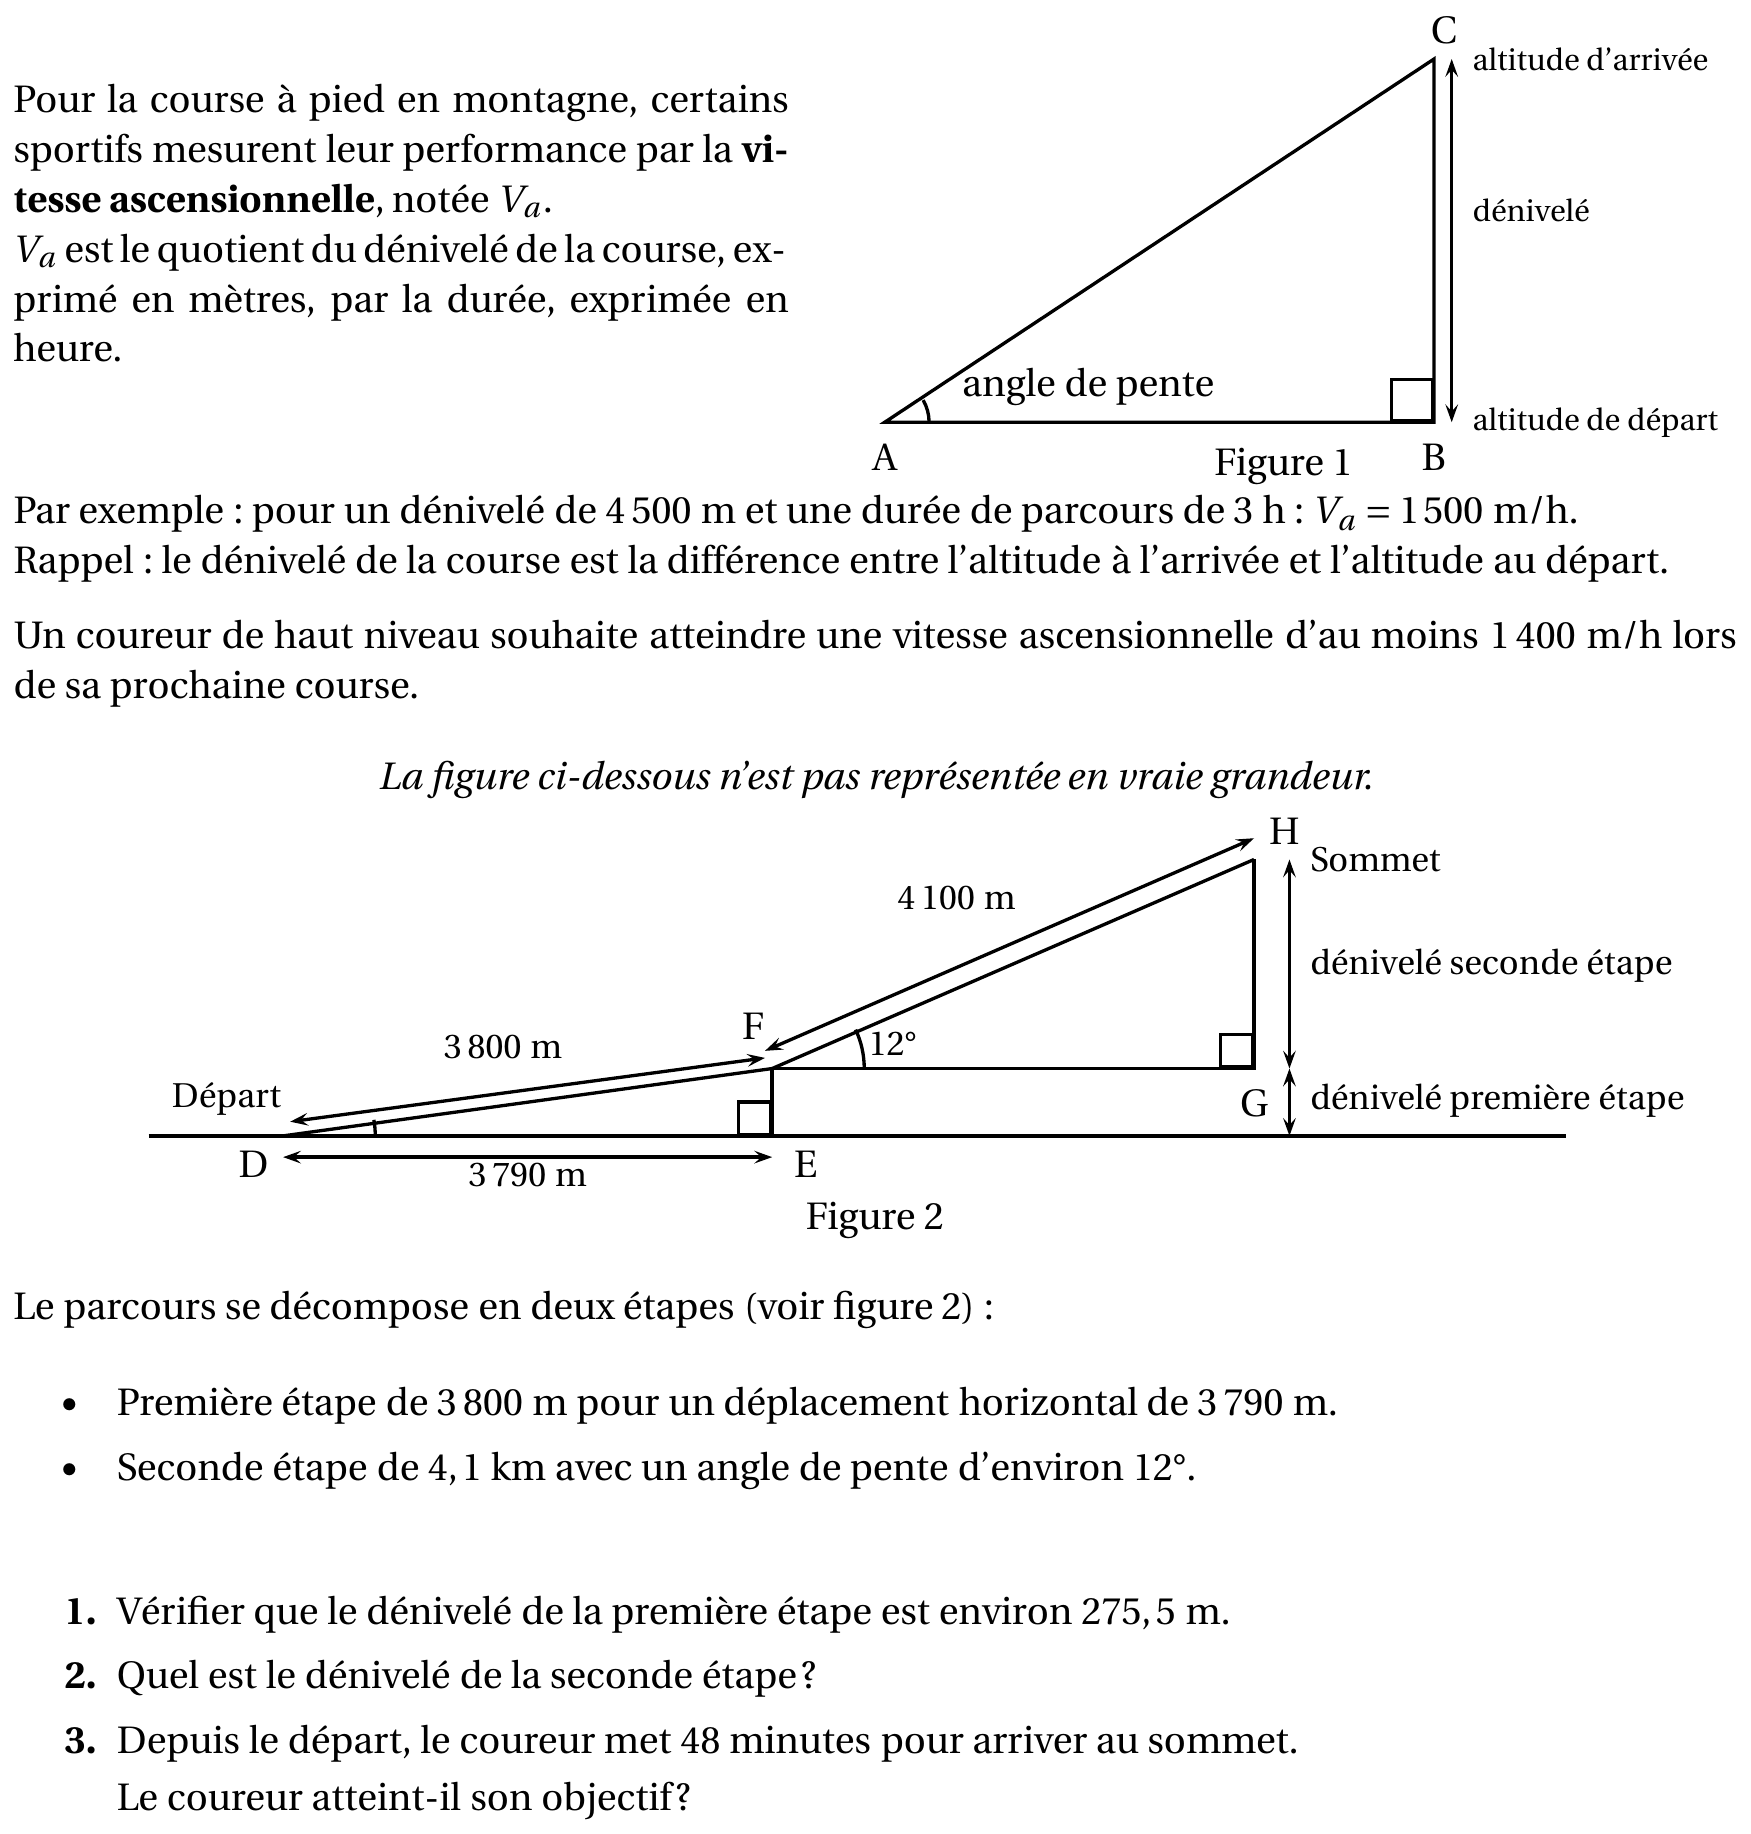 C
altitude d’arrivée
Pour la course à pied en montagne, certains
sportifs mesurent leur performance par la vi-
tesse ascensionnelle, notée Va.
dénivelé
Va est le quotient du dénivelé de la course, ex-
primé en mètres, par la durée, exprimée en
heure.
angle de pente
altitude de départ
A
Figure 1
B
Par exemple : pour un dénivelé de 4 500 m et une durée de parcours de 3 h : Va = 1 500 m/h.
Rappel : le dénivelé de la course est la différence entre l’altitude à l’arrivée et l’altitude au départ.
Un coureur de haut niveau souhaite atteindre une vitesse ascensionnelle d’au moins 1 400 m/h lors
de sa prochaine course.
La figure ci-dessous n’est pas représentée en vraie grandeur.
H
Sommet
4 100 m
dénivelé seconde étape
F
3 800 m
12°
Départ
G
dénivelé première étape
D
3 790 m
E
Figure 2
Le parcours se décompose en deux étapes (voir figure 2) :
• Première étape de 3 800 m pour un déplacement horizontal de 3 790 m.
• Seconde étape de 4,1 km avec un angle de pente d’environ 12°.
1. Vérifier que le dénivelé de la première étape est environ 275,5 m.
2. Quel est le dénivelé de la seconde étape ?
3. Depuis le départ, le coureur met 48 minutes pour arriver au sommet.
Le coureur atteint-il son objectif ?